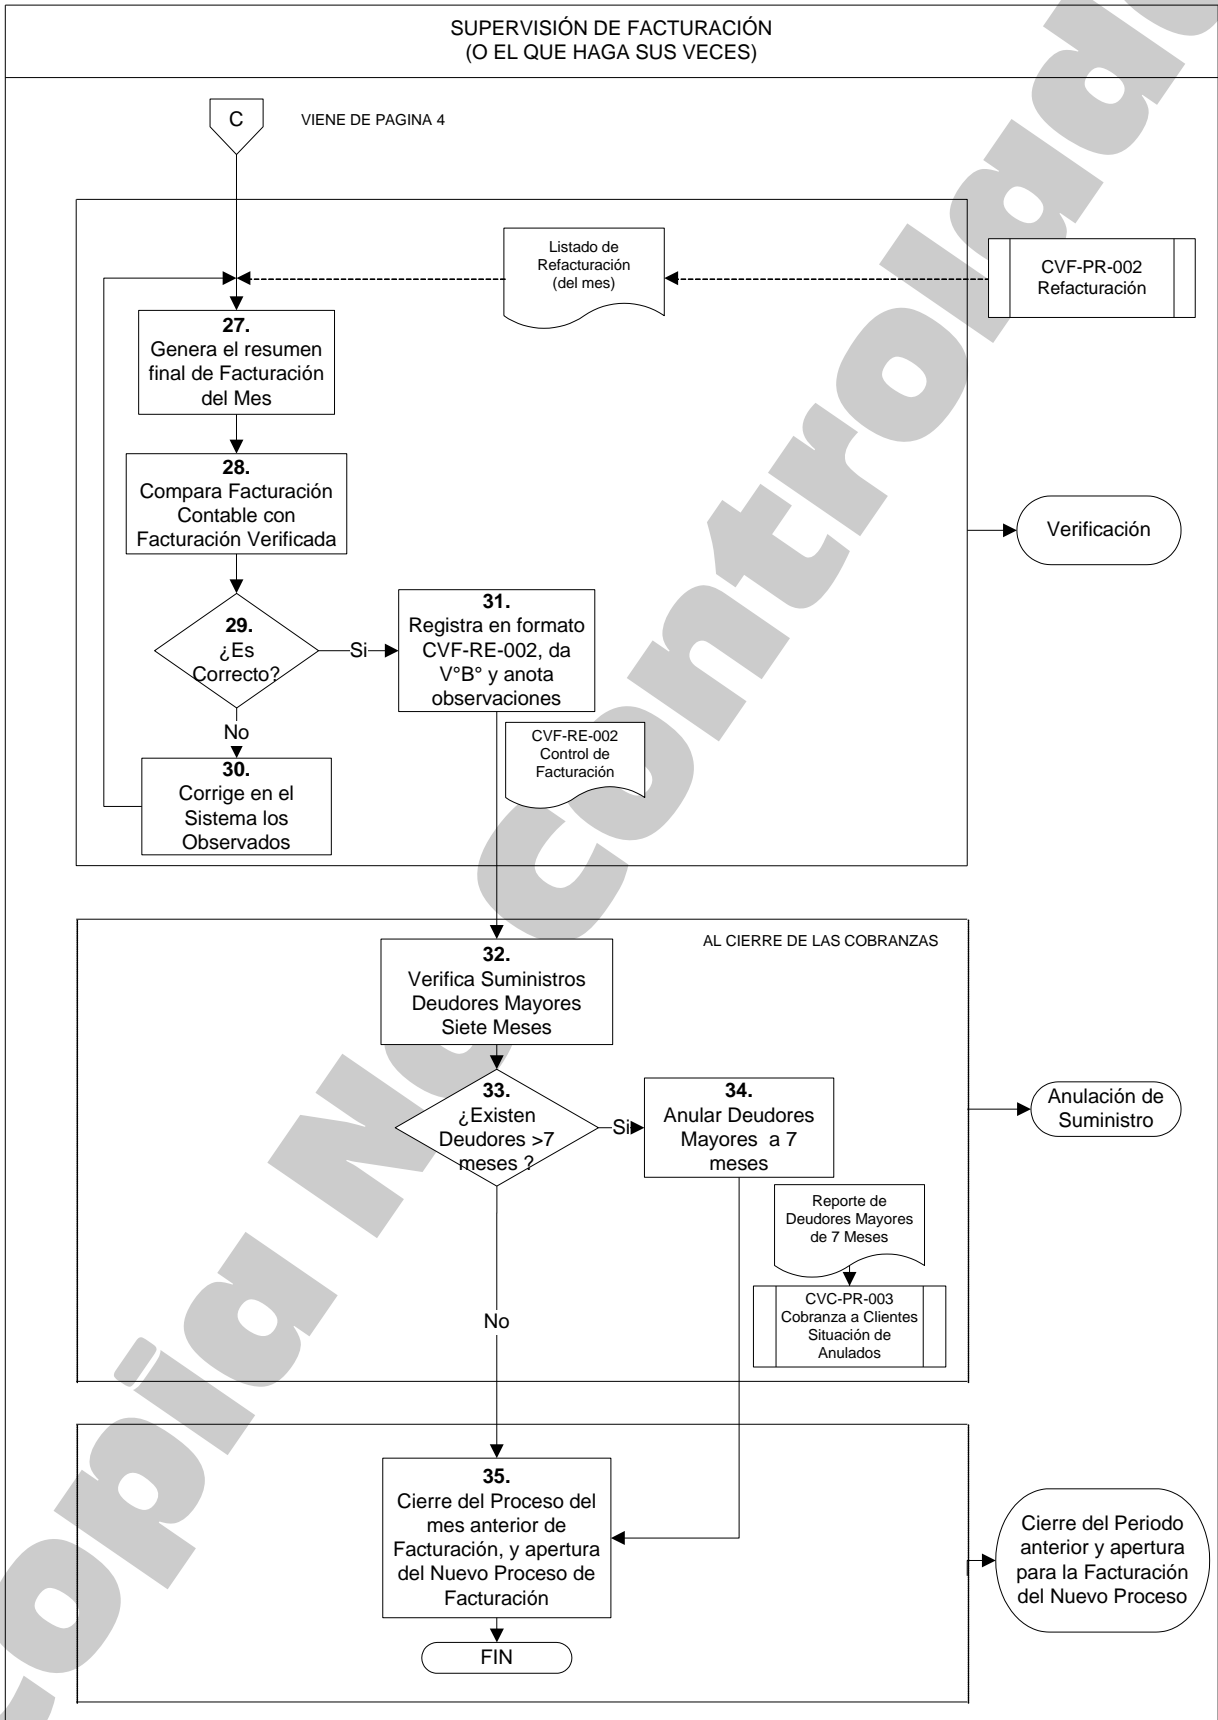 SUPERVISIÓN DE FACTURACIÓN
(O EL QUE HAGA SUS VECES)
C
VIENE DE PAGINA 4
Listado de
Refacturación
(del mes)
CVF-PR-002
Refacturación
27.
Genera el resumen
final de Facturación
del Mes
28.
Compara Facturación
Contable con
Facturación Verificada
Verificación
29.
¿Es
Correcto?
Si
31.
Registra en formato
CVF-RE-002, da
V°B° y anota
observaciones
No
CVF-RE-002
Control de
Facturación
30.
Corrige en el
Sistema los
Observados
AL CIERRE DE LAS COBRANZAS
32.
Verifica Suministros
Deudores Mayores
Siete Meses
33.
¿Existen
Deudores >7
meses ?
Si
34.
Anular Deudores
Mayores a 7
meses
Anulación de
Suministro
Reporte de
Deudores Mayores
de 7 Meses
CVC-PR-003
Cobranza a Clientes
Situación de
Anulados
No
35.
Cierre del Proceso del
mes anterior de
Facturación, y apertura
del Nuevo Proceso de
Facturación
Cierre del Periodo
anterior y apertura
para la Facturación
del Nuevo Proceso
FIN
Copia No controlada